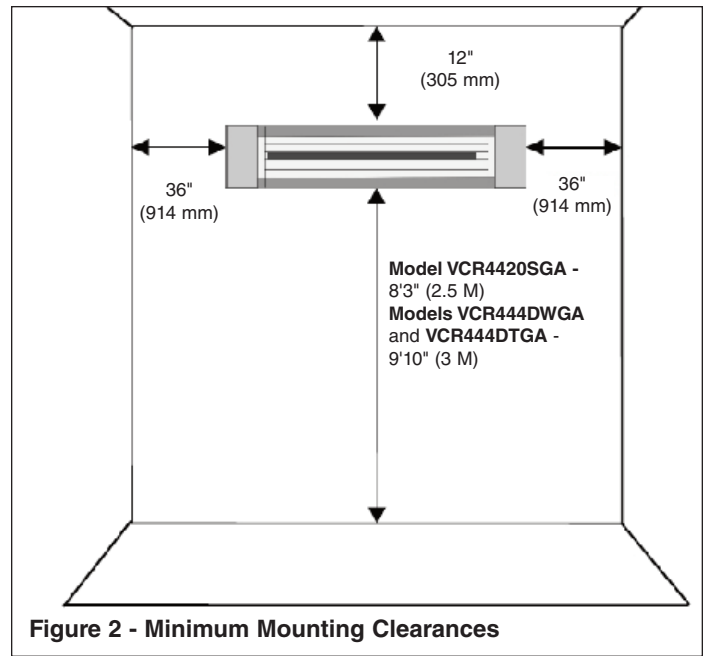 12"
(305 mm)
36"
(914 mm)
36"
(914 mm)
Model VCR4420SGA -
8'3" (2.5 M)
Models VCR444DWGA
and VCR444DTGA -
9'10" (3 M)
Figure 2 - Minimum Mounting Clearances